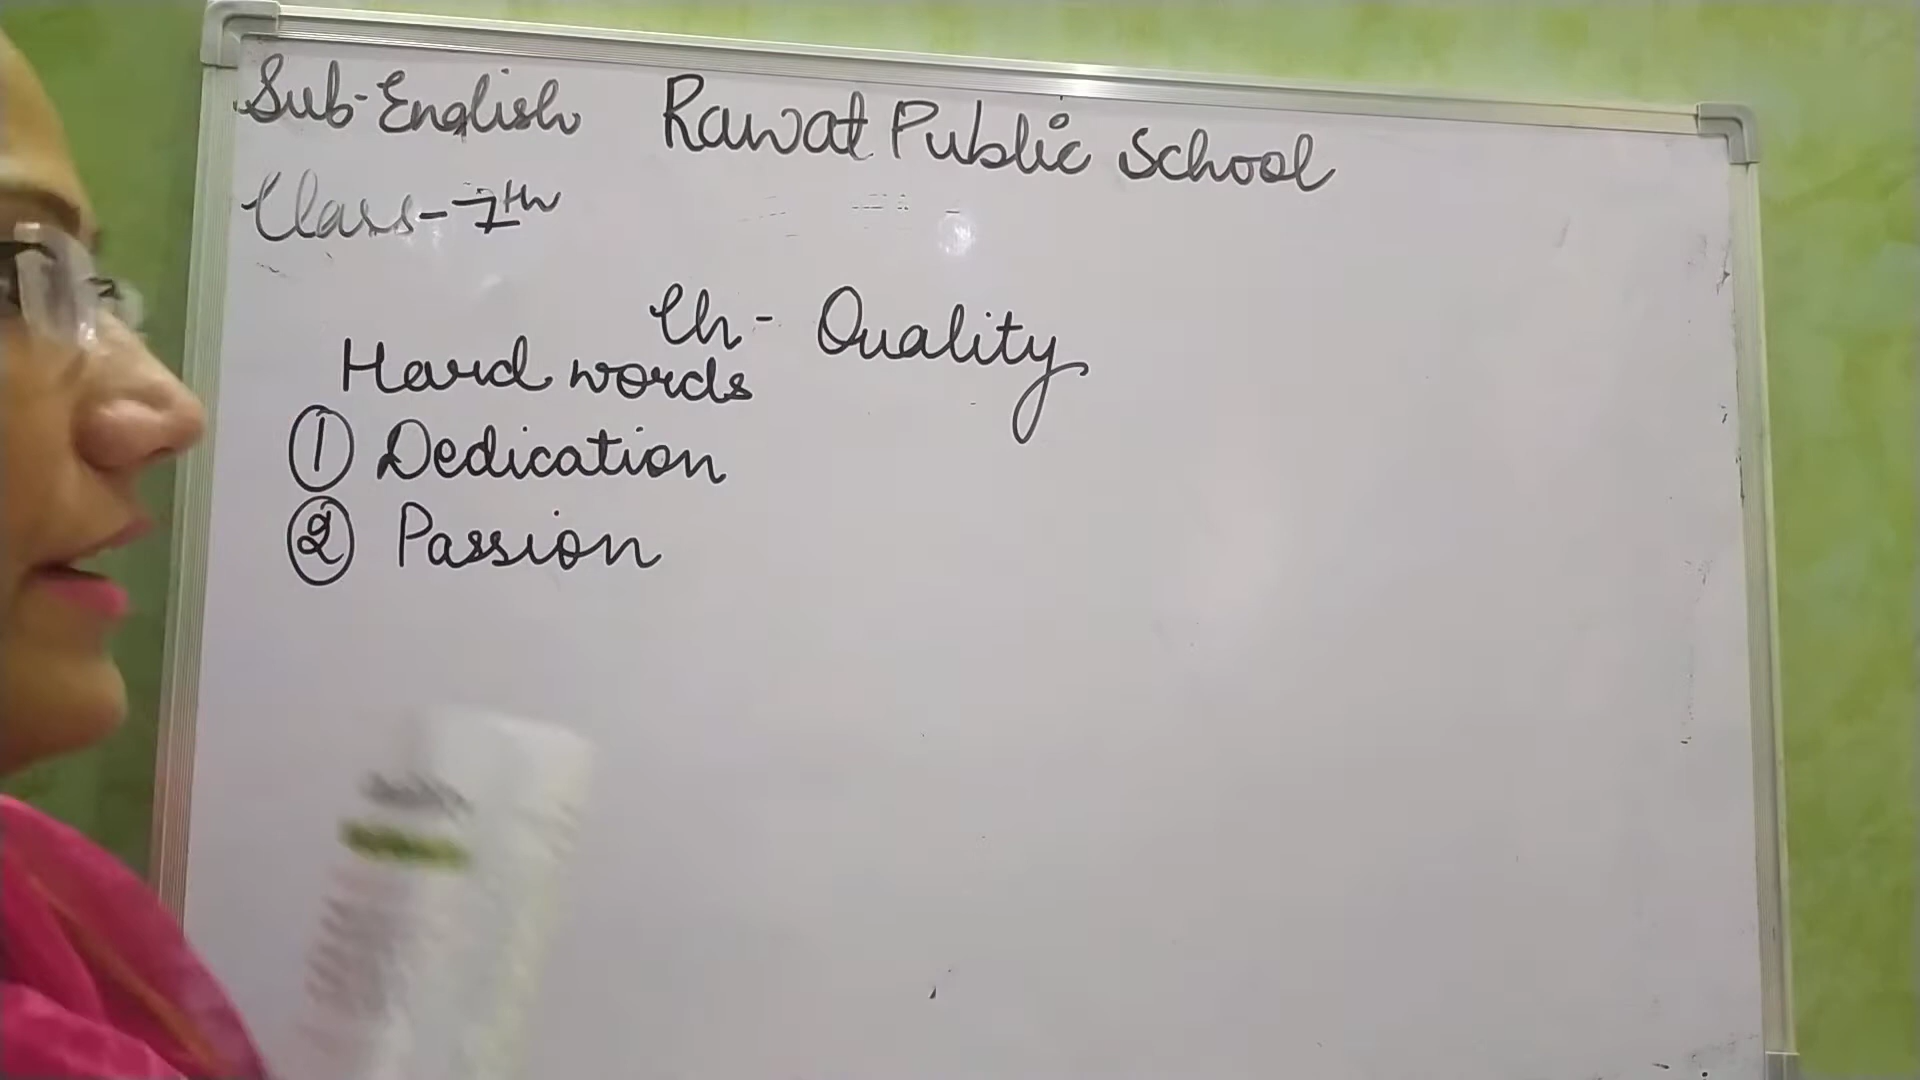 Sub-English Rawat Public School
Class-7th
Ch- Quality
Hard words
① Dedication
② Passion